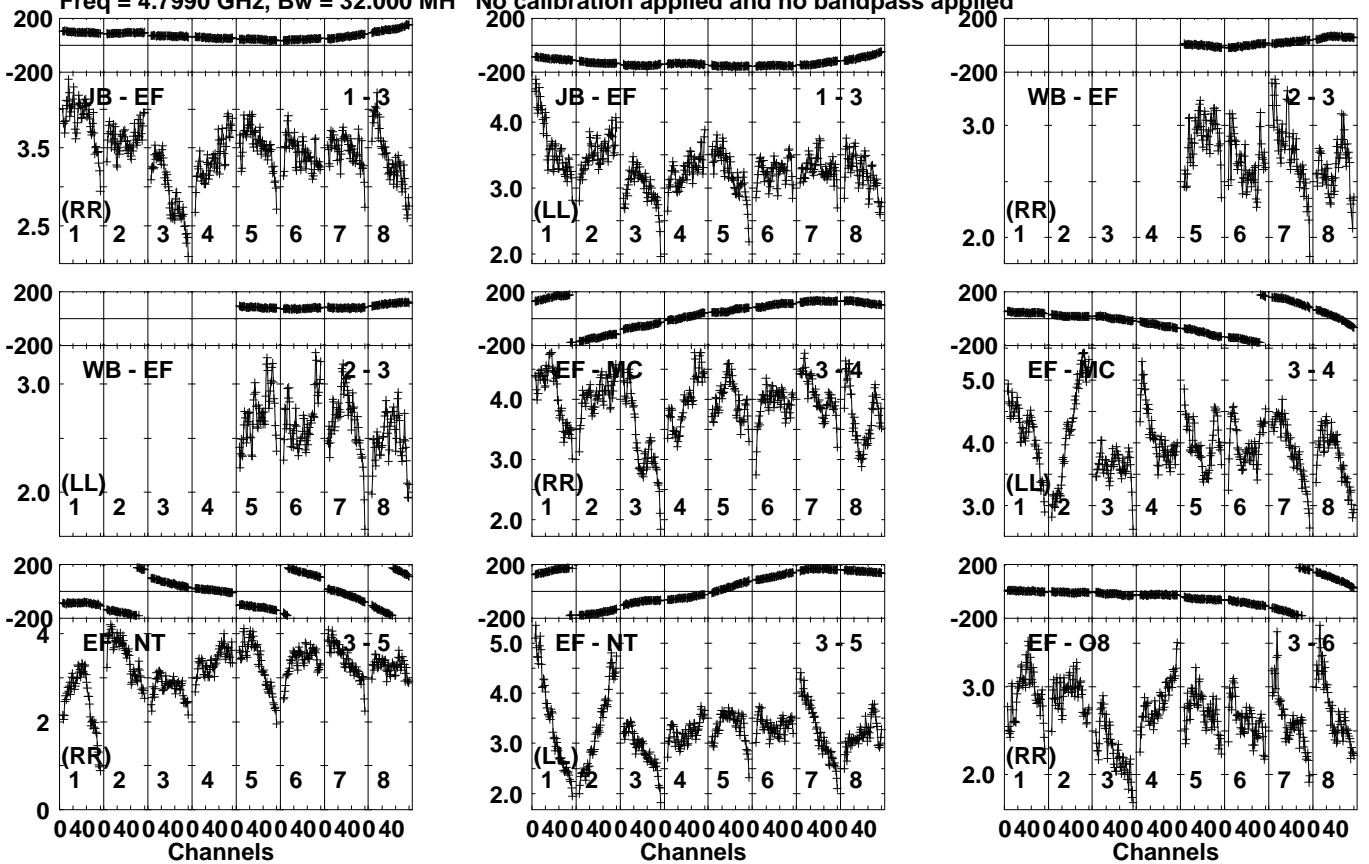 Freq = 4.7990 GHz, Bw = 32.000 MH No calibration applied and no bandpass applied
200
-200
JB - EF 1 - 3
3.5
2.5
(RR)
1 2 3 4 5 6 7 8
-200
200
JB - EF 1 - 3
4.0
3.0
2.0
(LL)
1 2 3 4 5 6 7 8
200
-200
WB - EF 2 - 3
3.0
2.0
(RR)
1 2 3 4 5 6 7 8
200
-200
WB - EF 2 - 3
3.0
2.0
(LL)
1 2 3 4 5 6 7 8
200
-200
EF - MC 3 - 4
4.0
3.0
2.0
(RR)
1 2 3 4 5 6 7 8
200
-200
EF - MC 3 - 4
5.0
4.0
3.0
(LL)
1 2 3 4 5 6 7 8
200
-200
EF - NT 3 - 5
4
2
0
(RR)
1 2 3 4 5 6 7 8
0 40 0 40 0 40 0 40 0 40 0 40 0 40 0 40
Channels
200
-200
EF - NT 3 - 5
5.0
4.0
3.0
2.0
(LL)
1 2 3 4 5 6 7 8
0 40 0 40 0 40 0 40 0 40 0 40 0 40 0 40
Channels
200
-200
EF - O8 3 - 6
3.0
2.0
(RR)
1 2 3 4 5 6 7 8
0 40 0 40 0 40 0 40 0 40 0 40 0 40 0 40
Channels